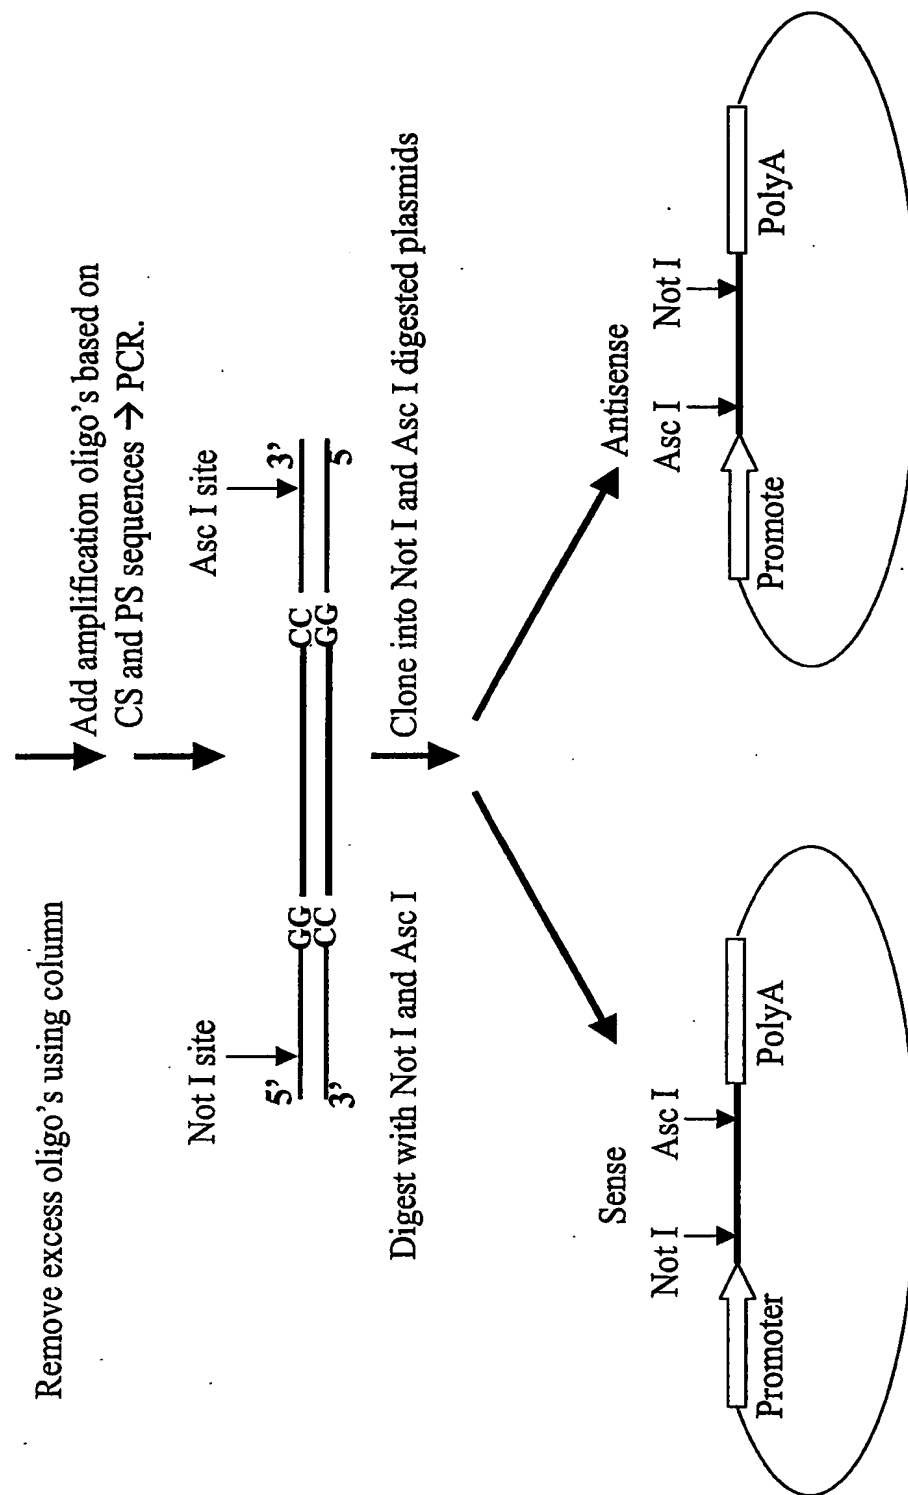 Remove excess oligo's using column
Add amplification oligo's based on
CS and PS sequences → PCR.
Not I site
Asc I site
5'
GG
CC
3'
3'
CC
GG
5
Digest with Not I and Asc I
Clone into Not I and Asc I digested plasmids
Sense
Antisense
Not I
Asc I
Asc I
Not I
Promoter
PolyA
Promote
PolyA